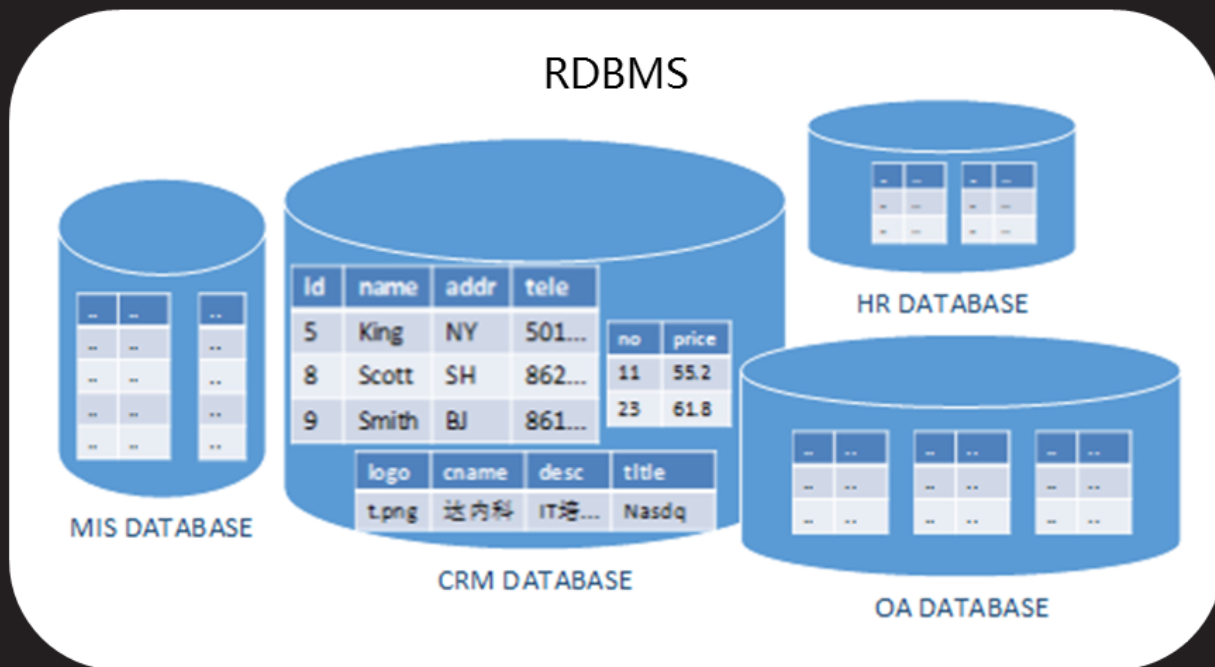 RDBMS
Id name addr tele
5 King NY 501...
8 Scott SH 862...
9 Smith BJ 861...
no price
11 55.2
23 61.8
logo cname desc title
t.png 达内科 IT培... Nasdq
MIS DATABASE
CRM DATABASE
.. ..
.. ..
.. ..
HR DATABASE
OA DATABASE